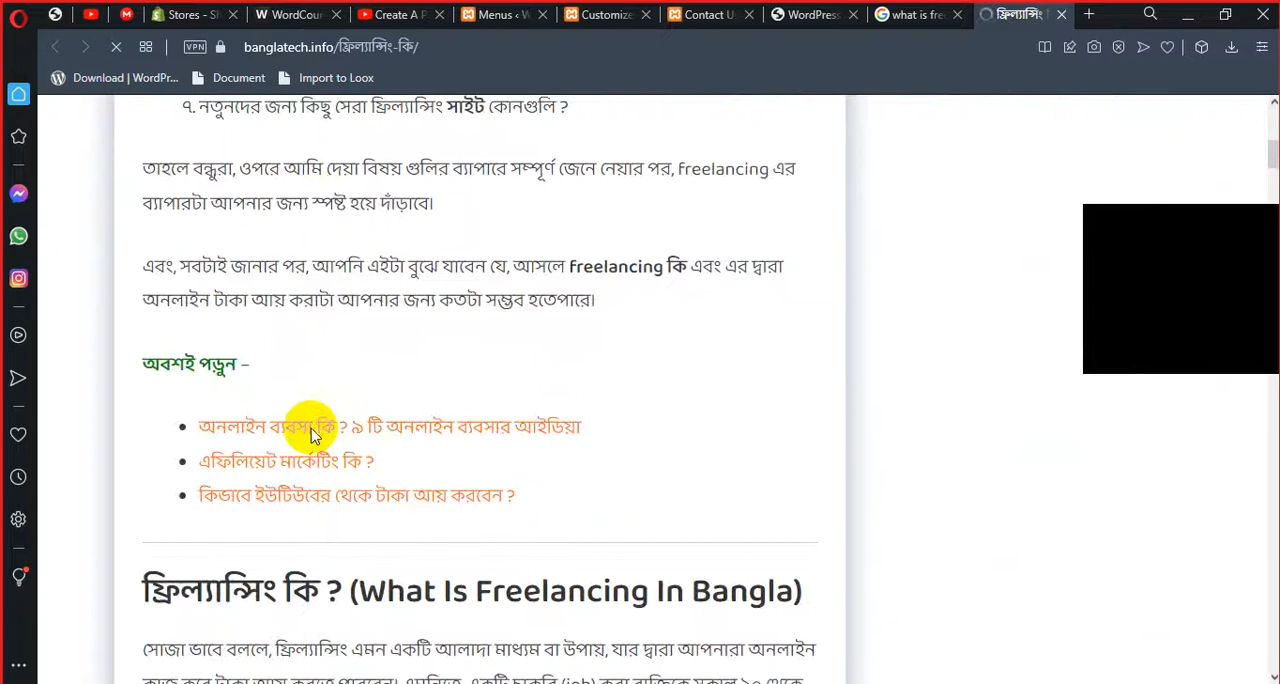 Stores - Sh
WordCou
Create A P
Menus ‹ W
Customize
Contact U
WordPress
what is fre
ফ্রিল্যান্সিং
VPN
banglatech.info/ফ্রিল্যান্সিং-কি/
Download | WordPr...
Document
Import to Loox
৭. নতুনদের জন্য কিছু সেরা ফ্রিল্যান্সিং সাইট কোনগুলি ?
তাহলে বন্ধুরা, ওপরে আমি দেয়া বিষয় গুলির ব্যাপারে সম্পূর্ণ জেনে নেয়ার পর, freelancing এর
ব্যাপারটা আপনার জন্য স্পষ্ট হয়ে দাঁড়াবে।
এবং, সবটাই জানার পর, আপনি এইটা বুঝে যাবেন যে, আসলে freelancing কি এবং এর দ্বারা
অনলাইন টাকা আয় করাটা আপনার জন্য কতটা সম্ভব হতেপারে।
অবশই পড়ুন –
অনলাইন ব্যবসা কি ? ৯ টি অনলাইন ব্যবসার আইডিয়া
এফিলিয়েট মার্কেটিং কি ?
কিভাবে ইউটিউবের থেকে টাকা আয় করবেন ?
ফ্রিল্যান্সিং কি ? (What Is Freelancing In Bangla)
সোজা ভাবে বললে, ফ্রিল্যান্সিং এমন একটি আলাদা মাধ্যম বা উপায়, যার দ্বারা আপনারা অনলাইন